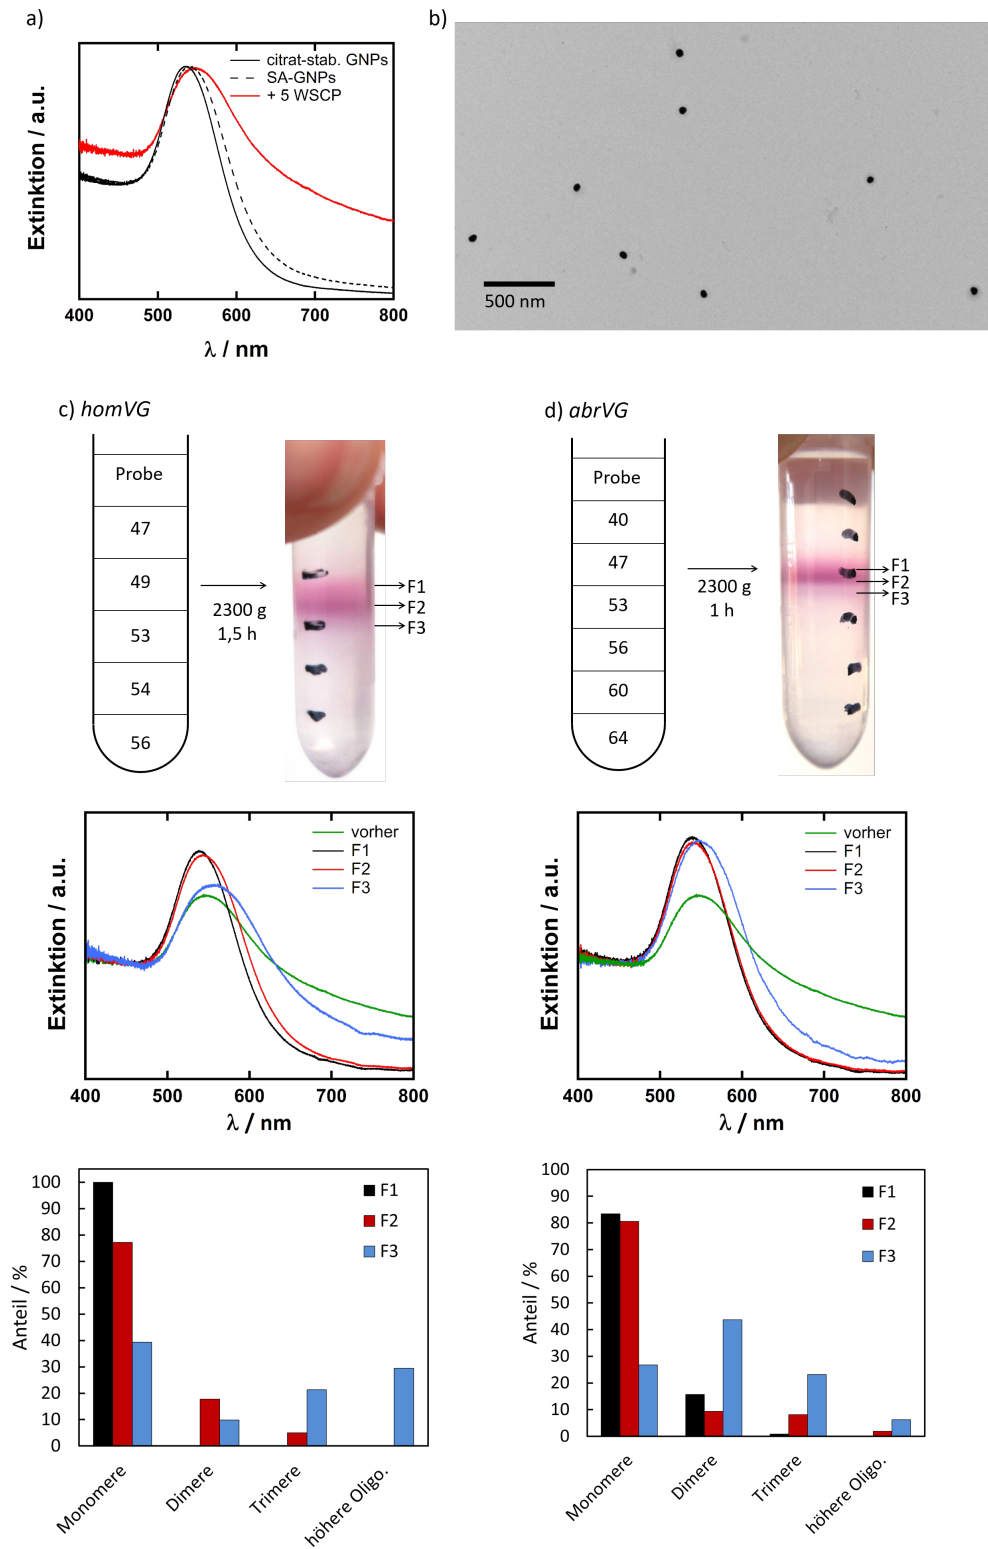 a)
citrat-stab. GNPs
SA-GNPs
+ 5 WSCP
Extinktion / a.u.
400 500 600 700 800
λ / nm
b)
500 nm
c) homVG
Probe
47
49
53
54
56
2300 g
1,5 h
F1
F2
F3
d) abrVG
Probe
40
47
53
56
60
64
2300 g
1 h
F1
F2
F3
vorher
F1
F2
F3
Extinktion / a.u.
400 500 600 700 800
λ / nm
vorher
F1
F2
F3
Extinktion / a.u.
400 500 600 700 800
λ / nm
100
90
80
70
60
50
40
30
20
10
0
Anteil / %
F1
F2
F3
Monomere
Dimere
Trimere
höhere Oligo.
100
90
80
70
60
50
40
30
20
10
0
Anteil / %
F1
F2
F3
Monomere
Dimere
Trimere
höhere Oligo.